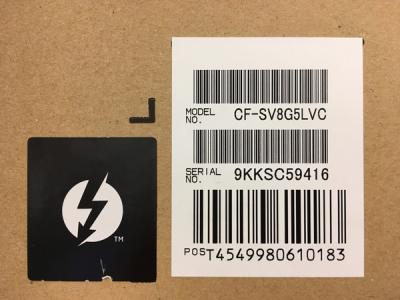 MODEL NO. CF-SV8G5LVC
SERIAL NO. 9KKSC59416
POS T4549980610183
TM